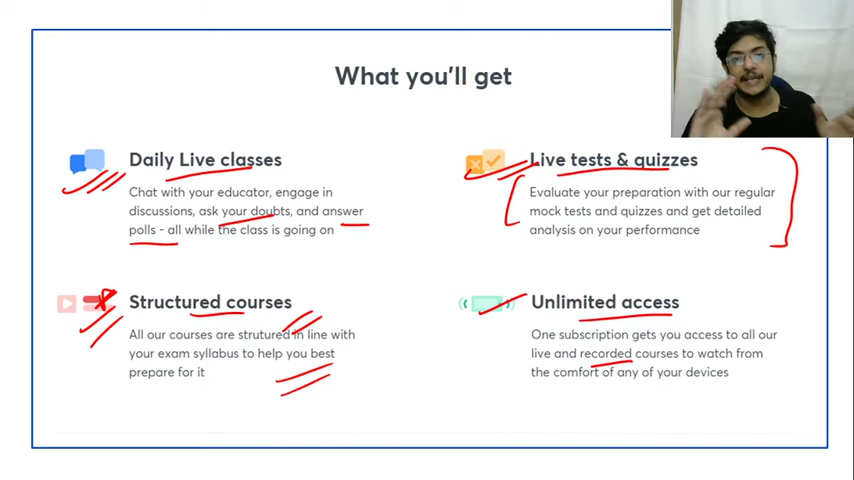 What you'll get
Daily Live classes
Chat with your educator, engage in
discussions, ask your doubts, and answer
polls - all while the class is going on
Live tests & quizzes
Evaluate your preparation with our regular
mock tests and quizzes and get detailed
analysis on your performance
Structured courses
All our courses are strutured in line with
your exam syllabus to help you best
prepare for it
Unlimited access
One subscription gets you access to all our
live and recorded courses to watch from
the comfort of any of your devices